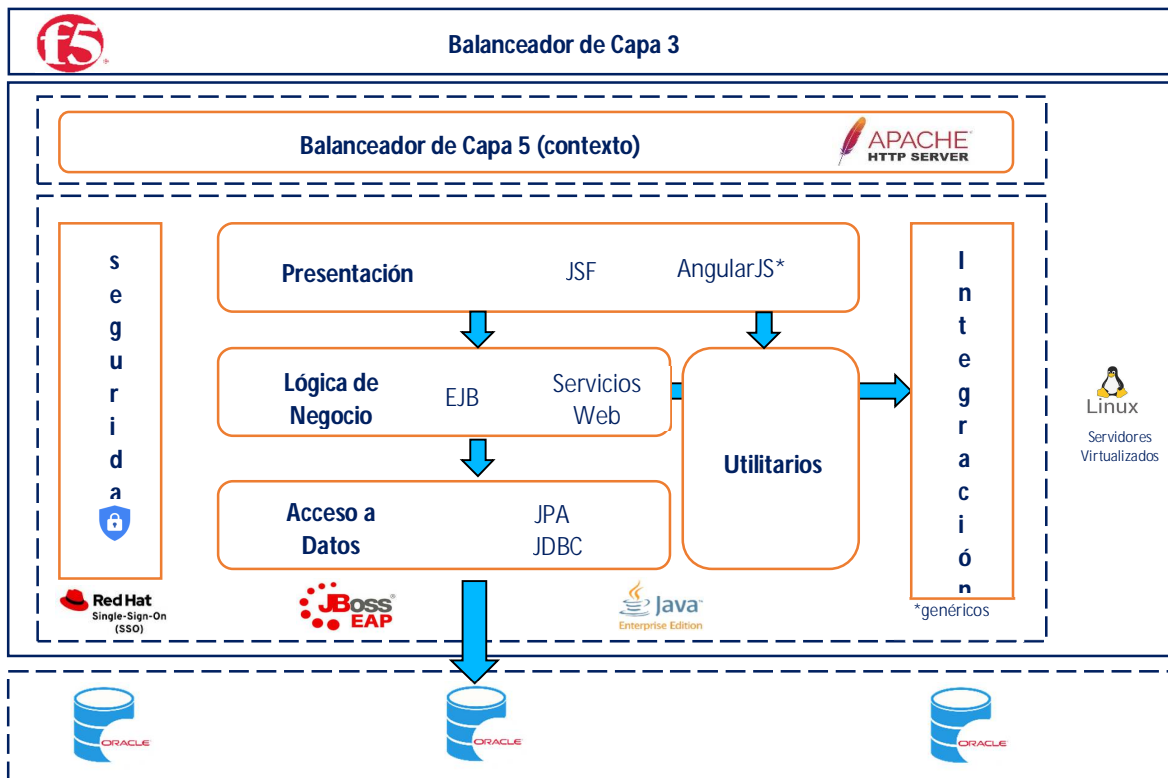 f5
Balanceador de Capa 3
Balanceador de Capa 5 (contexto)
APACHE
HTTP SERVER
s
e
g
u
r
i
d
a
Presentación
JSF
AngularJS*
Lógica de
Negocio
EJB
Servicios
Web
Utilitarios
Acceso a
Datos
JPA
JDBC
I
n
t
e
g
r
a
c
i
ó
n
Linux
Servidores
Virtualizados
Red Hat
Single-Sign-On
(SSO)
JBoss
EAP
Java
Enterprise Edition
*genéricos
ORACLE
ORACLE
ORACLE